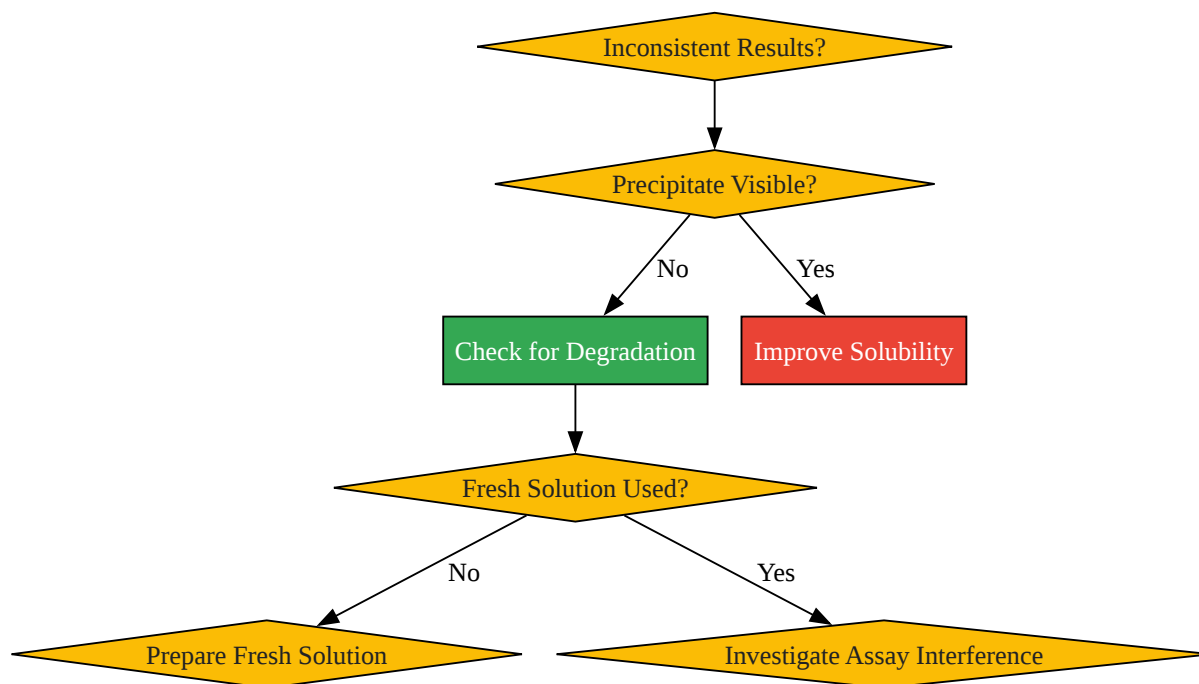 Inconsistent Results?
Precipitate Visible?
No
Yes
Check for Degradation
Improve Solubility
Fresh Solution Used?
No
Yes
Prepare Fresh Solution
Investigate Assay Interference